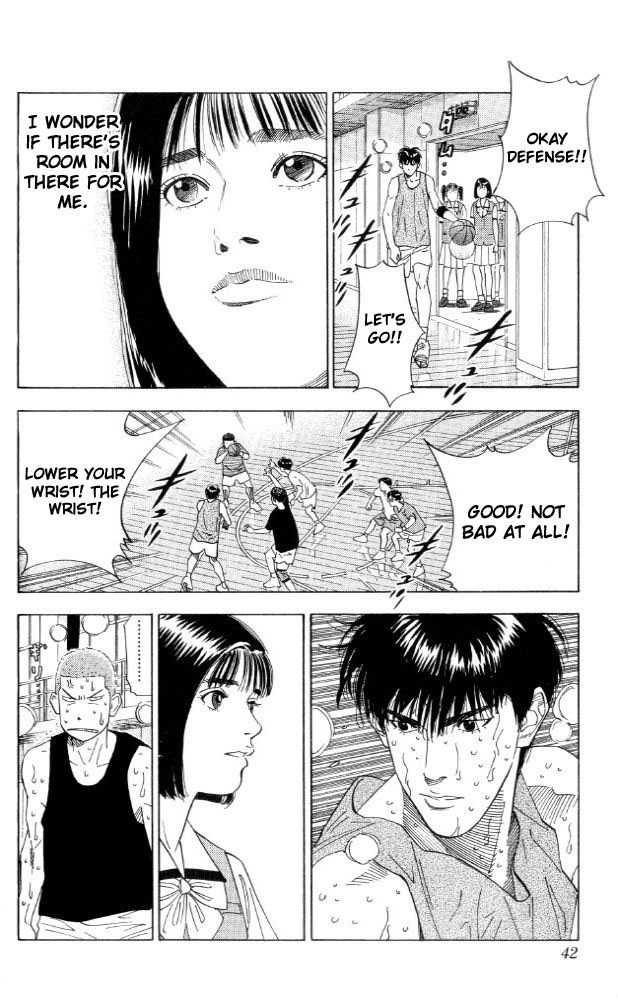 OKAY
DEFENSE!!
LET'S
GO!!
I WONDER
IF THERE'S
ROOM IN
THERE FOR
ME.
GOOD! NOT
BAD AT ALL!
LOWER YOUR
WRIST! THE
WRIST!
............
42